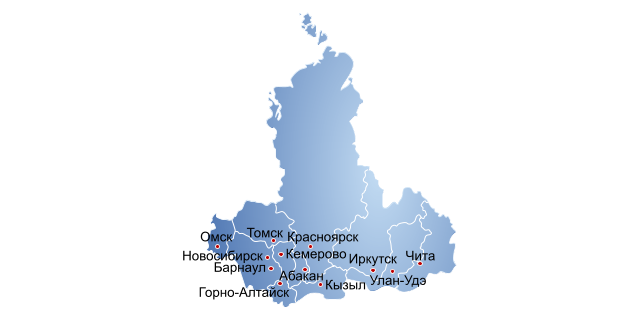 Омск
Томск
Красноярск
Новосибирск
Кемерово
Иркутск
Чита
Барнаул
Абакан
Улан-Удэ
Горно-Алтайск
Кызыл